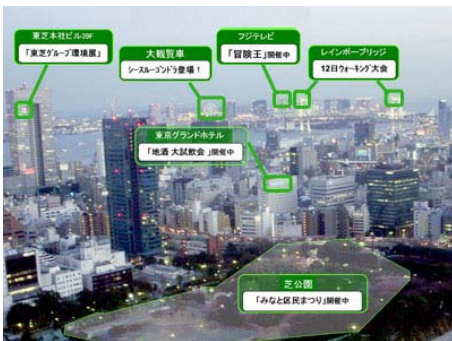 東芝本社ビル39F
「東芝グループ環境展」
大観覧車
シースルーゴンドラ登場！
フジテレビ
「冒険王」開催中
レインボーブリッジ
12日ウォーキング大会
東京グランドホテル
「地酒 大試飲会」開催中
芝公園
「みなと区民まつり」開催中